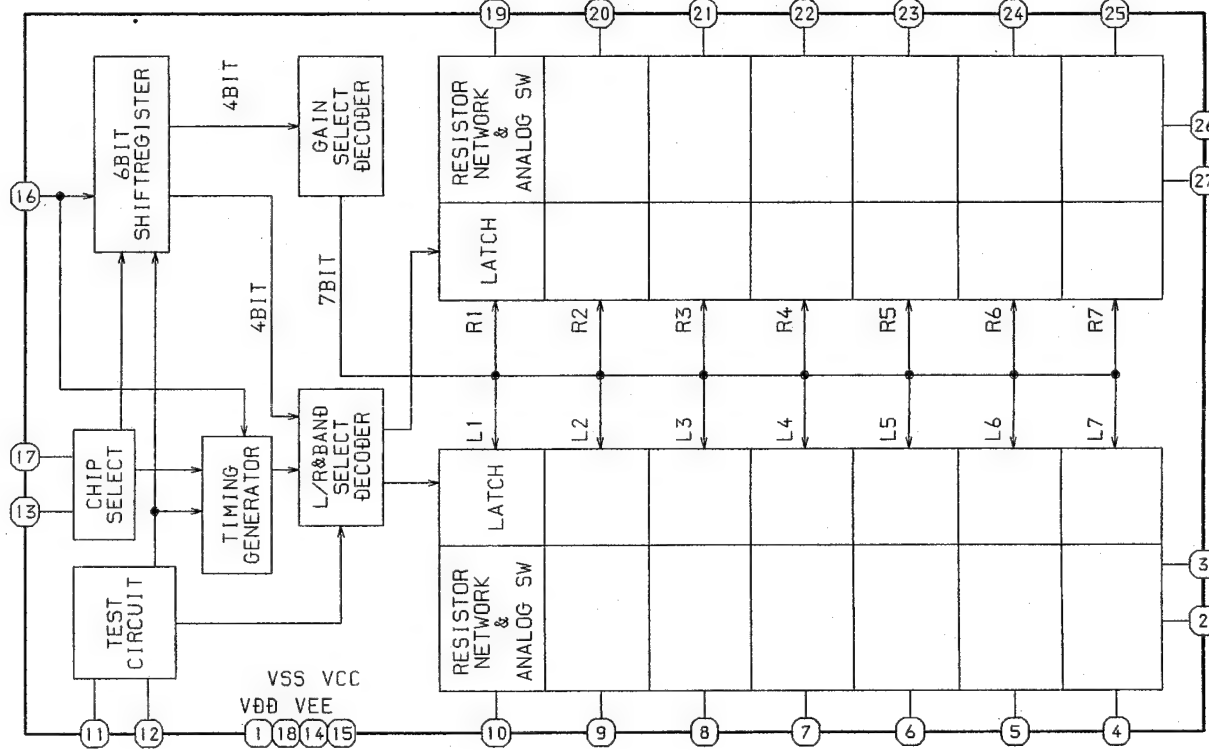 19 20 21 22 23 24 25
16
6BIT
SHIFTREGISTER
4BIT
GAIN
SELECT
DECODER
RESISTOR
NETWORK
&
ANALOG SW
26
27
LATCH
4BIT
7BIT
R1 R2 R3 R4 R5 R6 R7
L1 L2 L3 L4 L5 L6 L7
17
13
CHIP
SELECT
TIMING
GENERATOR
L/R&BAND
SELECT
DECODER
LATCH
TEST
CIRCUIT
RESISTOR
NETWORK
&
ANALOG SW
3
2
VSS VCC
VDD VEE
11 12 1 18 14 15 10 9 8 7 6 5 4